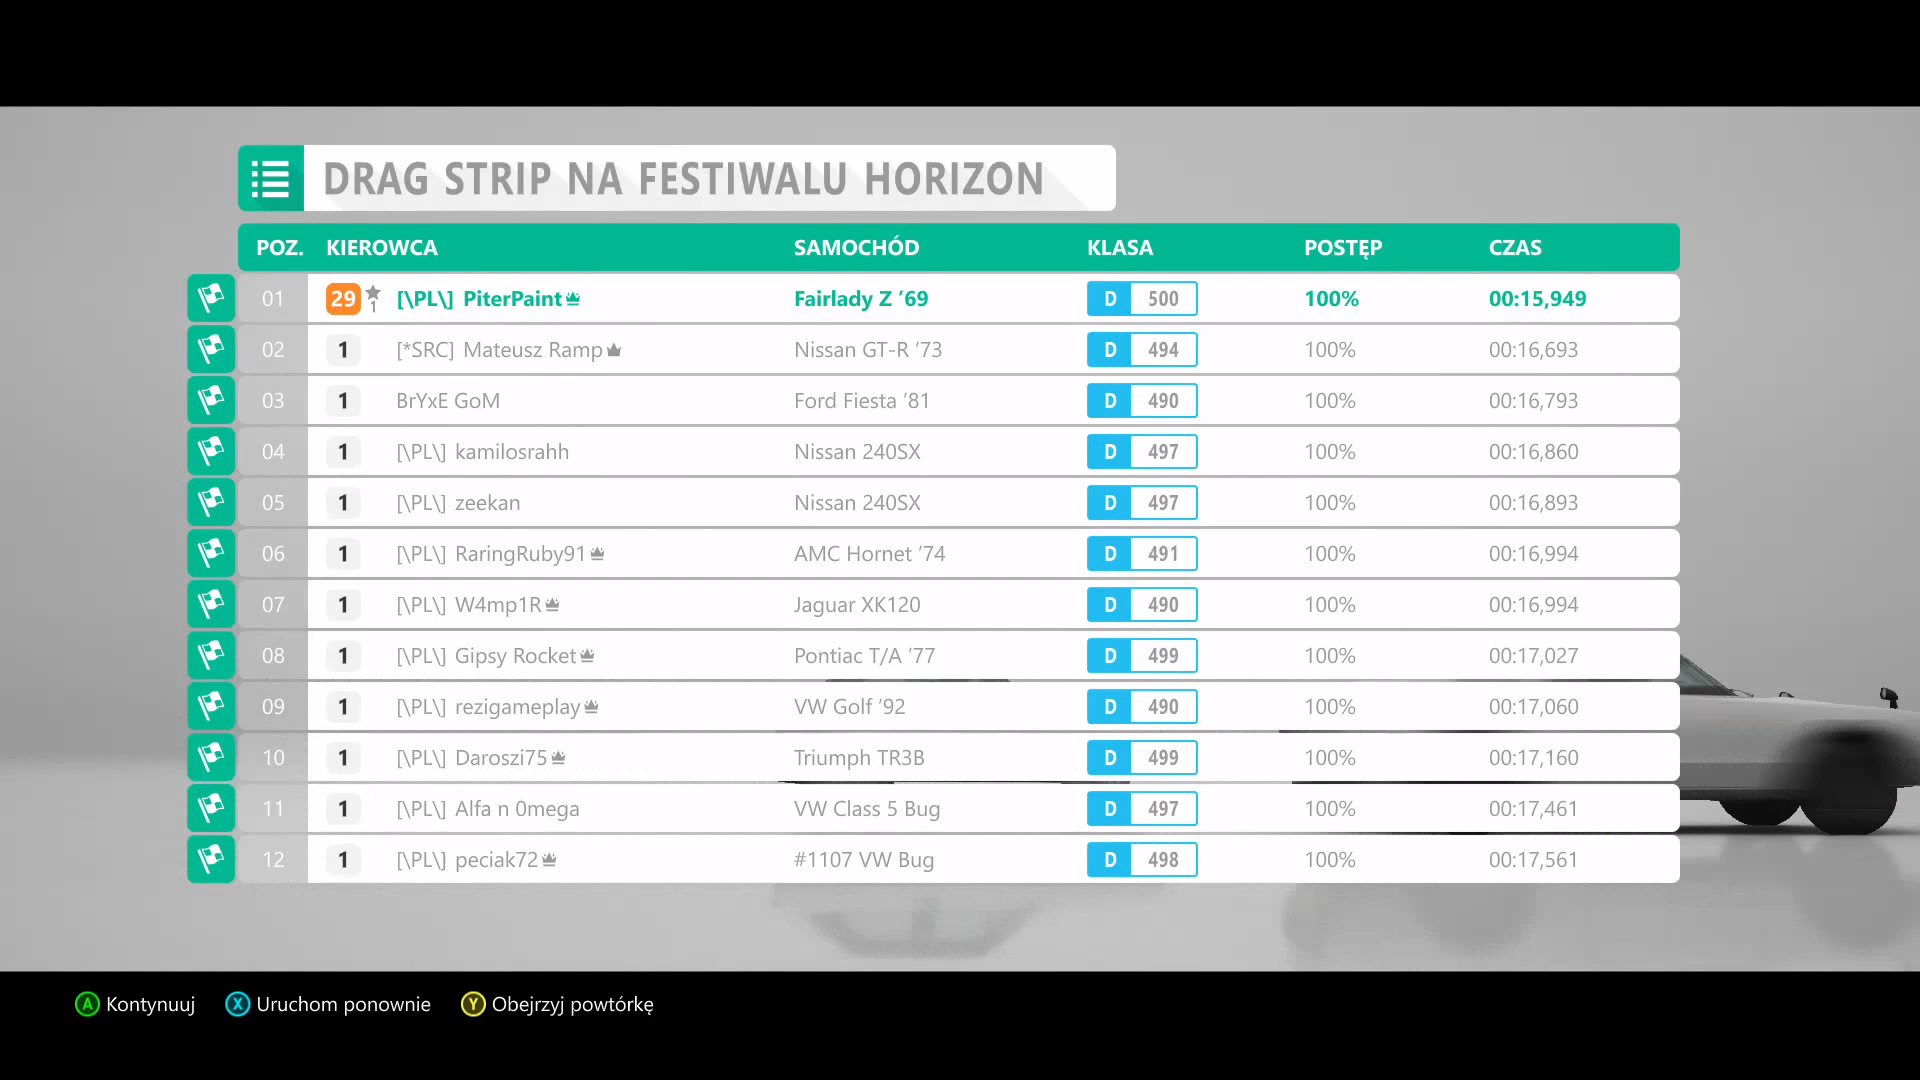 DRAG STRIP NA FESTIWALU HORIZON
POZ. KIEROWCA SAMOCHÓD KLASA POSTĘP CZAS
01 29 1 [\PL\] PiterPaint Fairlady Z ’69 D 500 100% 00:15,949
02 1 [*SRC] Mateusz Ramp Nissan GT-R ’73 D 494 100% 00:16,693
03 1 BrYxE GoM Ford Fiesta ’81 D 490 100% 00:16,793
04 1 [\PL\] kamilosrahh Nissan 240SX D 497 100% 00:16,860
05 1 [\PL\] zeekan Nissan 240SX D 497 100% 00:16,893
06 1 [\PL\] RaringRuby91 AMC Hornet ’74 D 491 100% 00:16,994
07 1 [\PL\] W4mp1R Jaguar XK120 D 490 100% 00:16,994
08 1 [\PL\] Gipsy Rocket Pontiac T/A ’77 D 499 100% 00:17,027
09 1 [\PL\] rezigameplay VW Golf ’92 D 490 100% 00:17,060
10 1 [\PL\] Daroszi75 Triumph TR3B D 499 100% 00:17,160
11 1 [\PL\] Alfa n 0mega VW Class 5 Bug D 497 100% 00:17,461
12 1 [\PL\] peciak72 #1107 VW Bug D 498 100% 00:17,561
A Kontynuuj X Uruchom ponownie Y Obejrzyj powtórkę